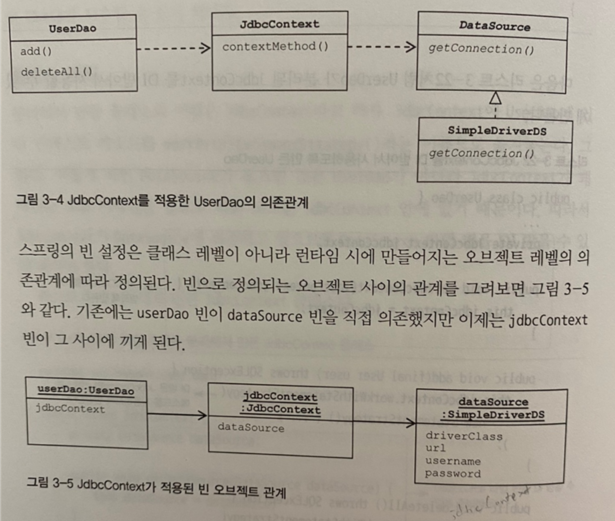 UserDao
add()
deleteAll()
JdbcContext
contextMethod()
DataSource
getConnection()
SimpleDriverDS
getConnection()
그림 3-4 JdbcContext를 적용한 UserDao의 의존관계
스프링의 빈 설정은 클래스 레벨이 아니라 런타임 시에 만들어지는 오브젝트 레벨의 의
존관계에 따라 정의된다. 빈으로 정의되는 오브젝트 사이의 관계를 그려보면 그림 3-5
와 같다. 기존에는 userDao 빈이 dataSource 빈을 직접 의존했지만 이제는 jdbcContext
빈이 그 사이에 끼게 된다.
userDao:UserDao
jdbcContext
jdbcContext
:JdbcContext
dataSource
dataSource
:SimpleDriverDS
driverClass
url
username
password
그림 3-5 JdbcContext가 적용된 빈 오브젝트 관계